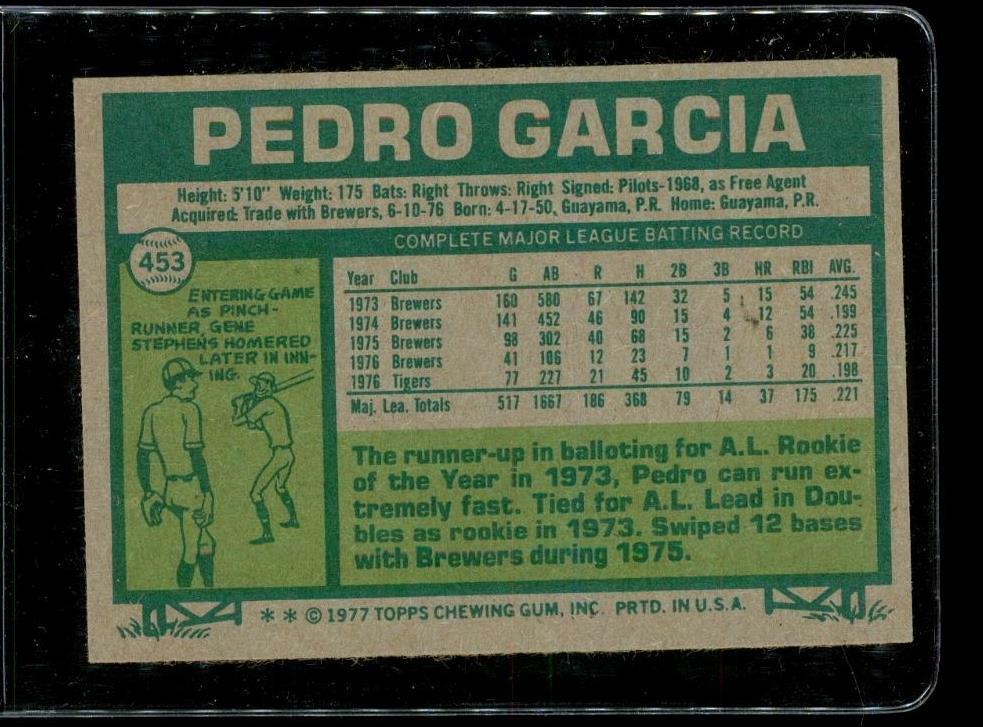 PEDRO GARCIA
Height: 5'10" Weight: 175 Bats: Right Throws: Right Signed: Pilots-1968, as Free Agent
Acquired: Trade with Brewers, 6-10-76 Born: 4-17-50, Guayama, P.R. Home: Guayama, P.R.
453
ENTERING GAME
AS PINCH-
RUNNER, GENE
STEPHENS HOMERED
LATER IN INN-
ING.
COMPLETE MAJOR LEAGUE BATTING RECORD
Year Club G AB R H 2B 3B HR RBI AVG.
1973 Brewers 160 580 67 142 32 5 15 54 .245
1974 Brewers 141 452 46 90 15 4 12 54 .199
1975 Brewers 98 302 40 68 15 2 6 38 .225
1976 Brewers 41 106 12 23 7 1 1 9 .217
1976 Tigers 77 227 21 45 10 2 3 20 .198
Maj. Lea. Totals 517 1667 186 368 79 14 37 175 .221
The runner-up in balloting for A.L. Rookie
of the Year in 1973, Pedro can run ex-
tremely fast. Tied for A.L. Lead in Dou-
bles as rookie in 1973. Swiped 12 bases
with Brewers during 1975.
* * © 1977 TOPPS CHEWING GUM, INC. PRTD. IN U.S.A.